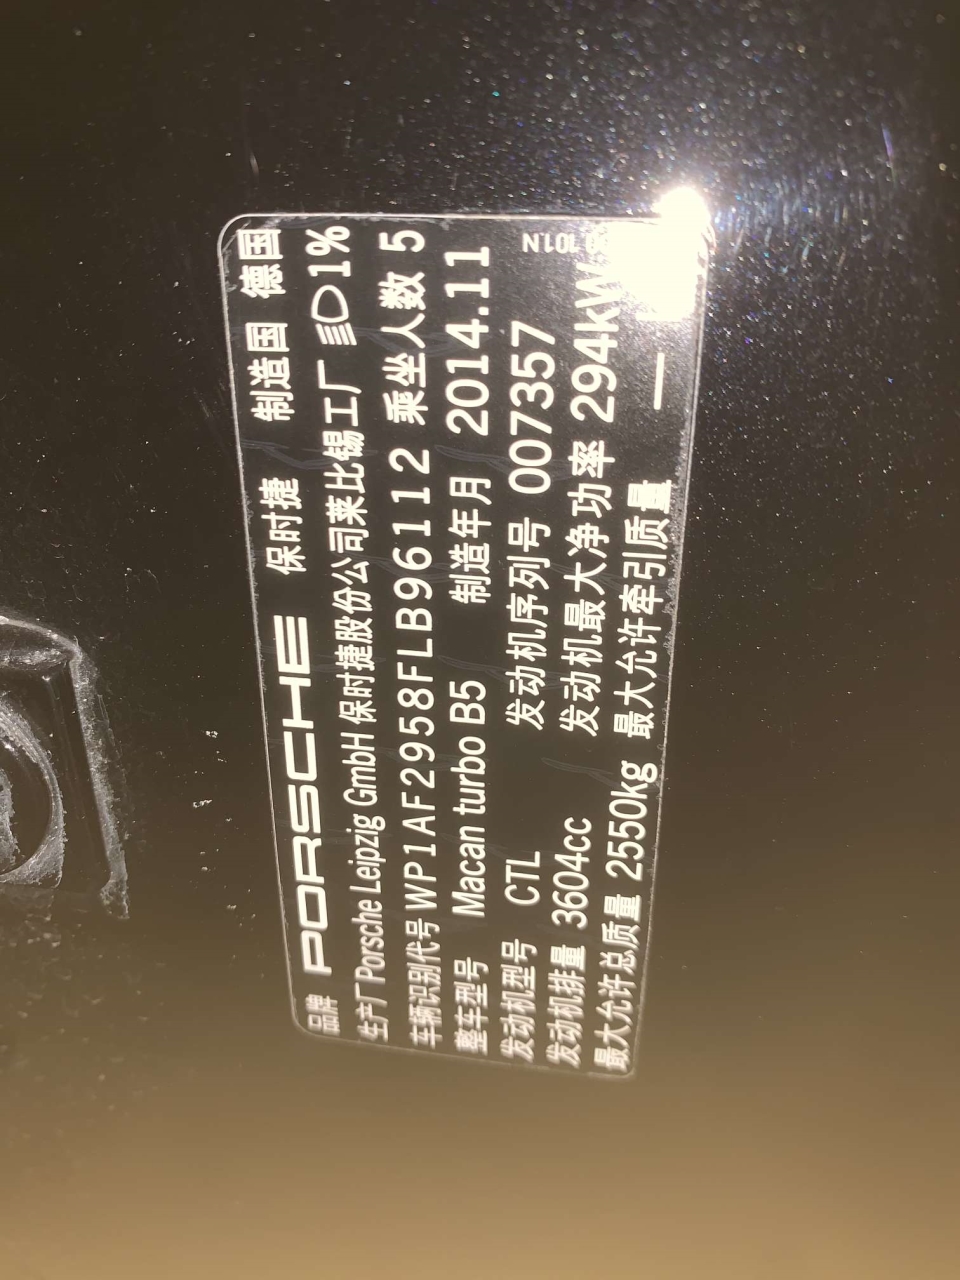 品牌 PORSCHE 保时捷 制造国 德国
生产厂 Porsche Leipzig GmbH 保时捷股份公司莱比锡工厂 1%
车辆识别代号 WP1AF2958FLB96112 乘坐人数 5
整车型号 Macan turbo B5 制造年月 2014.11
发动机型号 CTL 发动机序列号 007357
发动机排量 3604cc 发动机最大净功率 294kW
最大允许总质量 2550kg 最大允许牵引质量 —
101N